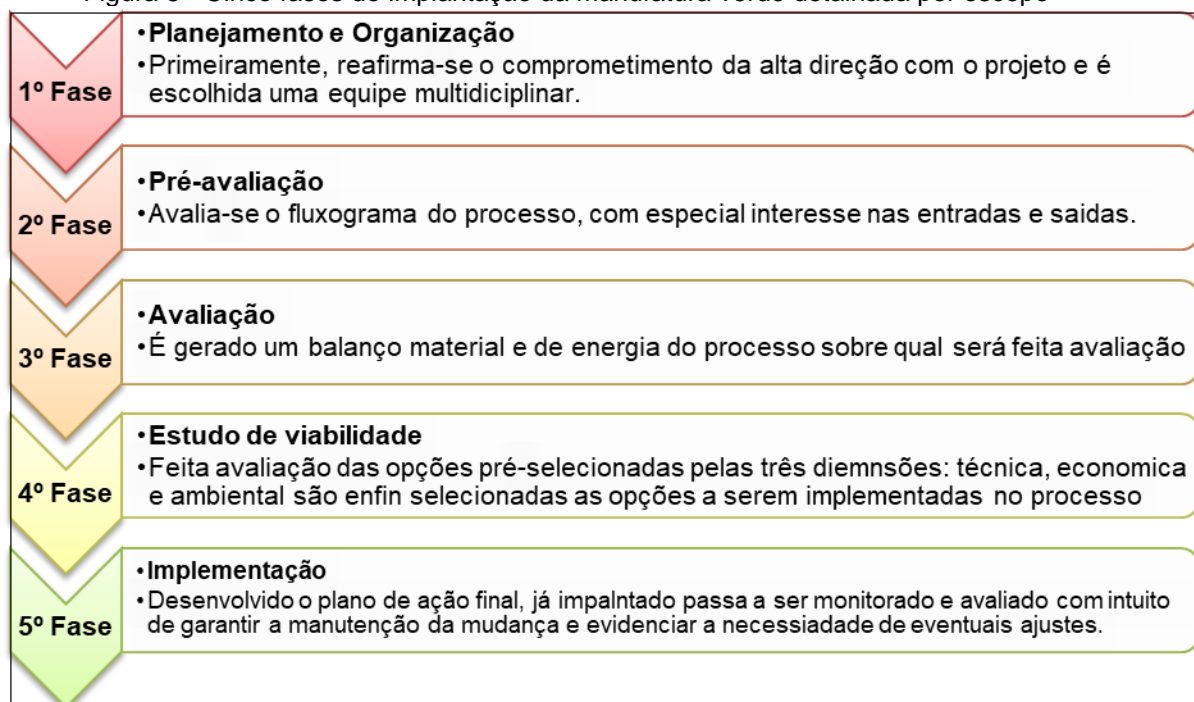 1º Fase
•Planejamento e Organização
•Primeiramente, reafirma-se o comprometimento da alta direção com o projeto e é
escolhida uma equipe multidiciplinar.
2º Fase
•Pré-avaliação
•Avalia-se o fluxograma do processo, com especial interesse nas entradas e saidas.
3º Fase
•Avaliação
•É gerado um balanço material e de energia do processo sobre qual será feita avaliação
4º Fase
•Estudo de viabilidade
•Feita avaliação das opções pré-selecionadas pelas três diemnsões: técnica, economica
e ambiental são enfin selecionadas as opções a serem implementadas no processo
5º Fase
•Implementação
•Desenvolvido o plano de ação final, já impalntado passa a ser monitorado e avaliado com intuito
de garantir a manutenção da mudança e evidenciar a necessiadade de eventuais ajustes.